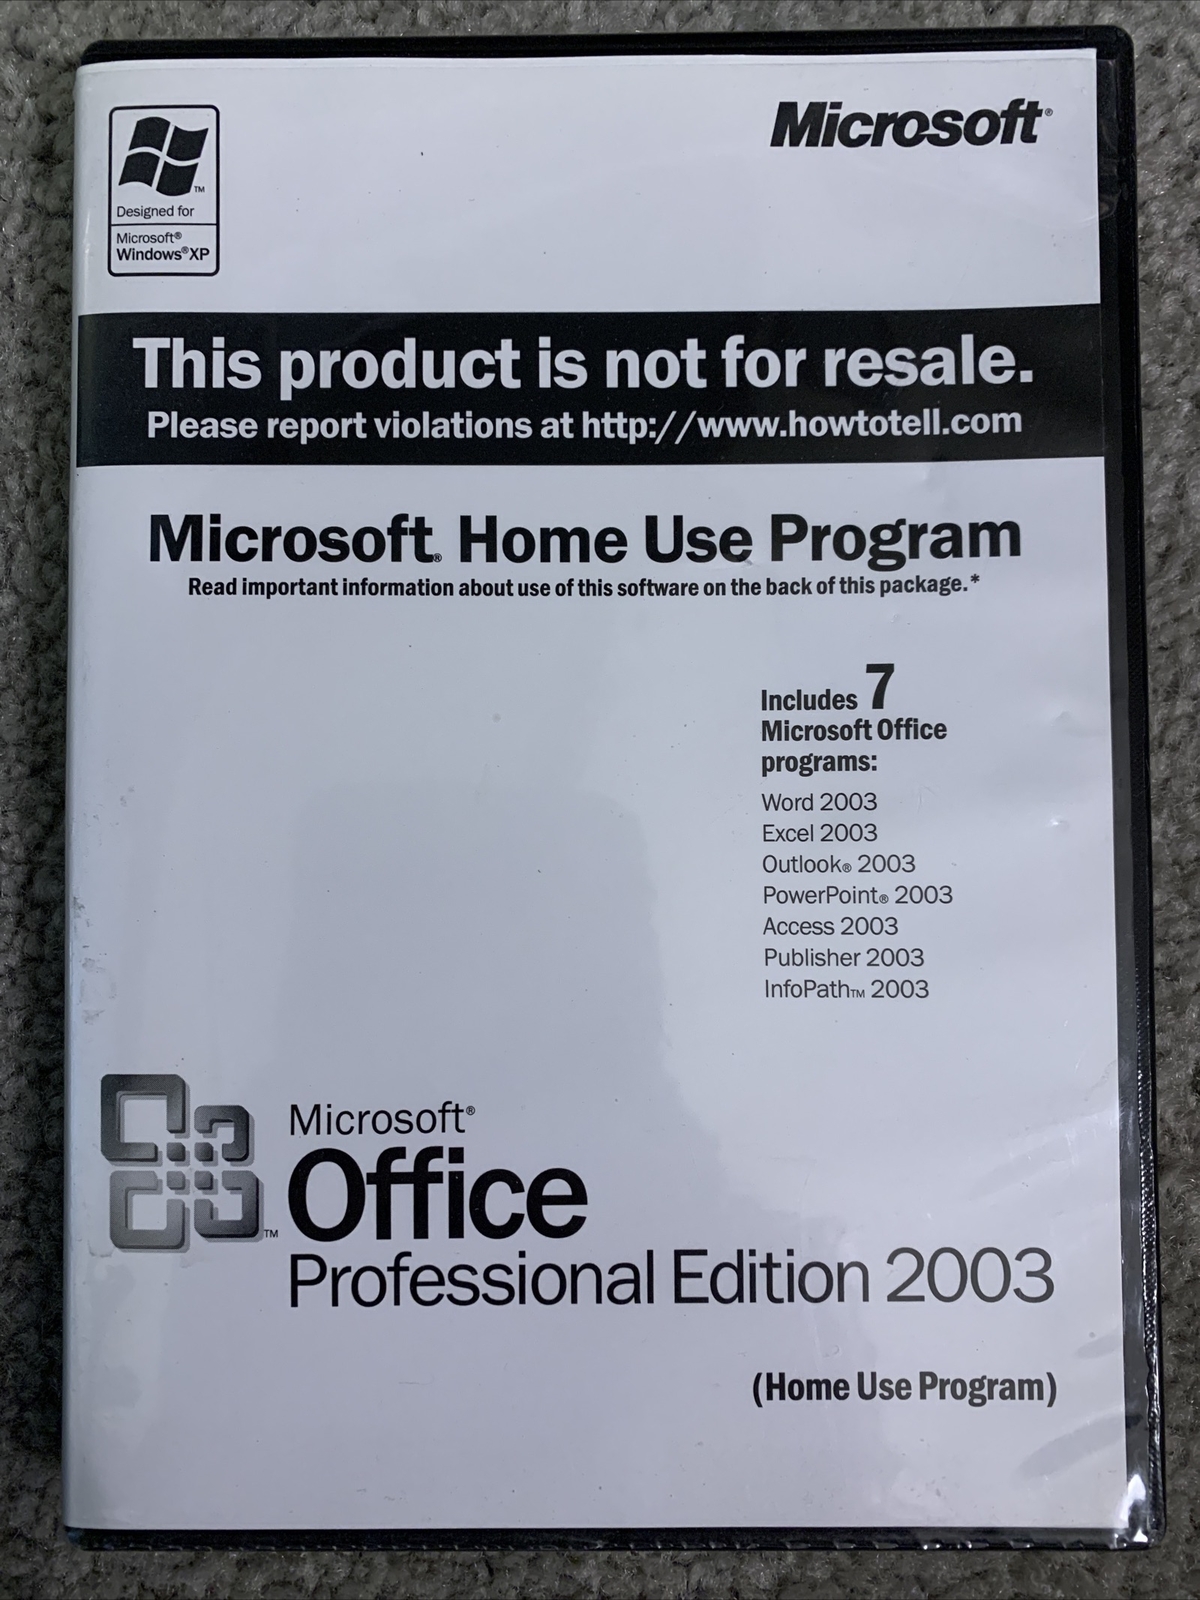 Microsoft®
TM
Designed for
Microsoft®
Windows®XP
This product is not for resale.
Please report violations at http://www.howtotell.com
Microsoft® Home Use Program
Read important information about use of this software on the back of this package.*
Includes 7
Microsoft Office
programs:
Word 2003
Excel 2003
Outlook® 2003
PowerPoint® 2003
Access 2003
Publisher 2003
InfoPath™ 2003
Microsoft®
Office
TM
Professional Edition 2003
(Home Use Program)